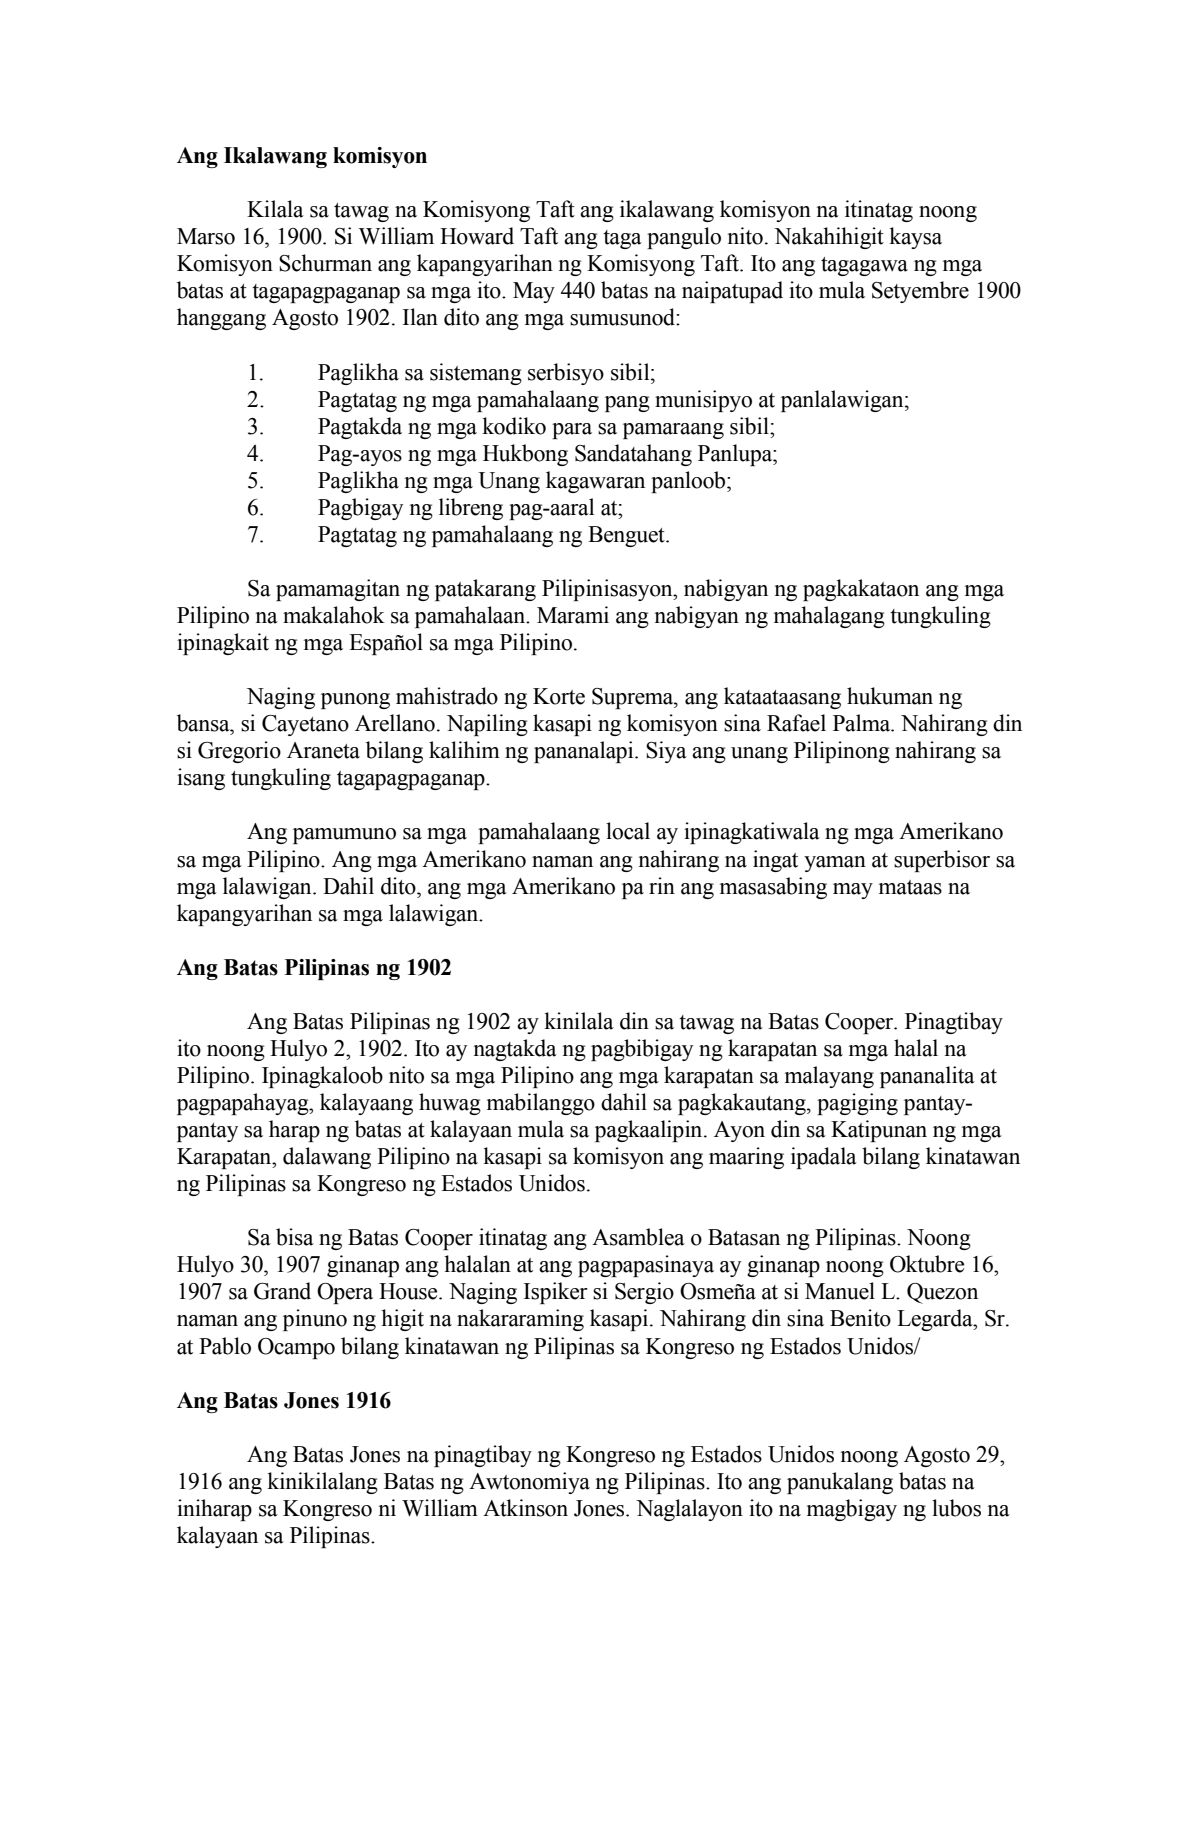 Ang Ikalawang komisyon
Kilala sa tawag na Komisyong Taft ang ikalawang komisyon na itinatag noong
Marso 16, 1900. Si William Howard Taft ang taga pangulo nito. Nakahihigit kaysa
Komisyon Schurman ang kapangyarihan ng Komisyong Taft. Ito ang tagagawa ng mga
batas at tagapagpaganap sa mga ito. May 440 batas na naipatupad ito mula Setyembre 1900
hanggang Agosto 1902. Ilan dito ang mga sumusunod:
1. Paglikha sa sistemang serbisyo sibil;
2. Pagtatag ng mga pamahalaang pang munisipyo at panlalawigan;
3. Pagtakda ng mga kodiko para sa pamaraang sibil;
4. Pag-ayos ng mga Hukbong Sandatahang Panlupa;
5. Paglikha ng mga Unang kagawaran panloob;
6. Pagbigay ng libreng pag-aaral at;
7. Pagtatag ng pamahalaang ng Benguet.
Sa pamamagitan ng patakarang Pilipinisasyon, nabigyan ng pagkakataon ang mga
Pilipino na makalahok sa pamahalaan. Marami ang nabigyan ng mahalagang tungkuling
ipinagkait ng mga Español sa mga Pilipino.
Naging punong mahistrado ng Korte Suprema, ang kataataasang hukuman ng
bansa, si Cayetano Arellano. Napiling kasapi ng komisyon sina Rafael Palma. Nahirang din
si Gregorio Araneta bilang kalihim ng pananalapi. Siya ang unang Pilipinong nahirang sa
isang tungkuling tagapagpaganap.
Ang pamumuno sa mga  pamahalaang local ay ipinagkatiwala ng mga Amerikano
sa mga Pilipino. Ang mga Amerikano naman ang nahirang na ingat yaman at superbisor sa
mga lalawigan. Dahil dito, ang mga Amerikano pa rin ang masasabing may mataas na
kapangyarihan sa mga lalawigan.
Ang Batas Pilipinas ng 1902
Ang Batas Pilipinas ng 1902 ay kinilala din sa tawag na Batas Cooper. Pinagtibay
ito noong Hulyo 2, 1902. Ito ay nagtakda ng pagbibigay ng karapatan sa mga halal na
Pilipino. Ipinagkaloob nito sa mga Pilipino ang mga karapatan sa malayang pananalita at
pagpapahayag, kalayaang huwag mabilanggo dahil sa pagkakautang, pagiging pantay-
pantay sa harap ng batas at kalayaan mula sa pagkaalipin. Ayon din sa Katipunan ng mga
Karapatan, dalawang Pilipino na kasapi sa komisyon ang maaring ipadala bilang kinatawan
ng Pilipinas sa Kongreso ng Estados Unidos.
Sa bisa ng Batas Cooper itinatag ang Asamblea o Batasan ng Pilipinas. Noong
Hulyo 30, 1907 ginanap ang halalan at ang pagpapasinaya ay ginanap noong Oktubre 16,
1907 sa Grand Opera House. Naging Ispiker si Sergio Osmeña at si Manuel L. Quezon
naman ang pinuno ng higit na nakararaming kasapi. Nahirang din sina Benito Legarda, Sr.
at Pablo Ocampo bilang kinatawan ng Pilipinas sa Kongreso ng Estados Unidos/
Ang Batas Jones 1916
Ang Batas Jones na pinagtibay ng Kongreso ng Estados Unidos noong Agosto 29,
1916 ang kinikilalang Batas ng Awtonomiya ng Pilipinas. Ito ang panukalang batas na
iniharap sa Kongreso ni William Atkinson Jones. Naglalayon ito na magbigay ng lubos na
kalayaan sa Pilipinas.